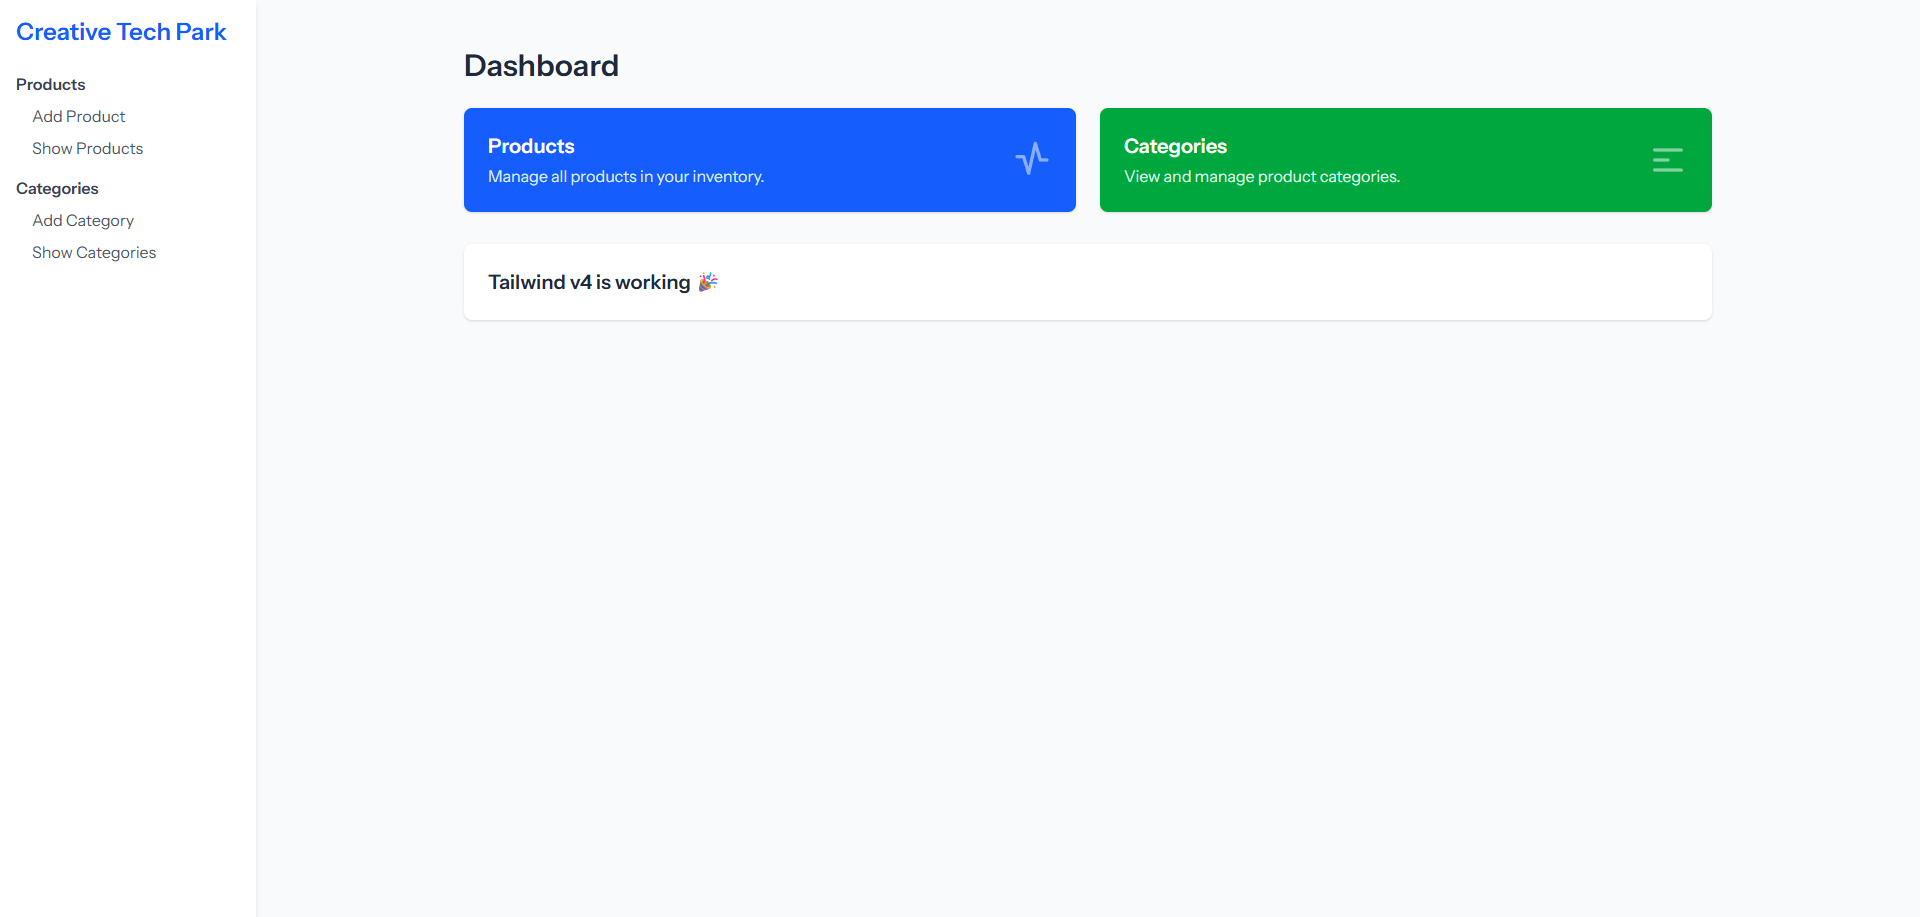 Creative Tech Park
Products
Add Product
Show Products
Categories
Add Category
Show Categories
Dashboard
Products
Manage all products in your inventory.
Categories
View and manage product categories.
Tailwind v4 is working 🎉